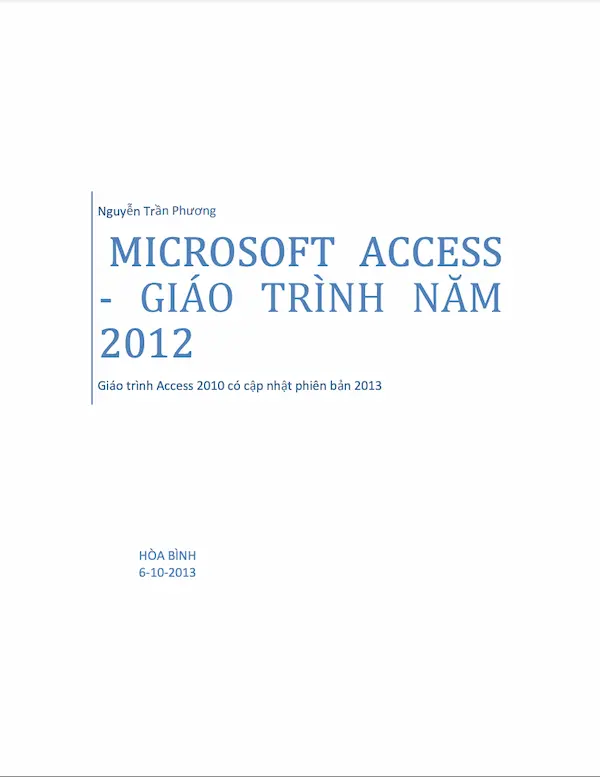 Nguyễn Trần Phương
MICROSOFT ACCESS
- GIÁO TRÌNH NĂM
2012
Giáo trình Access 2010 có cập nhật phiên bản 2013
HÒA BÌNH
6-10-2013